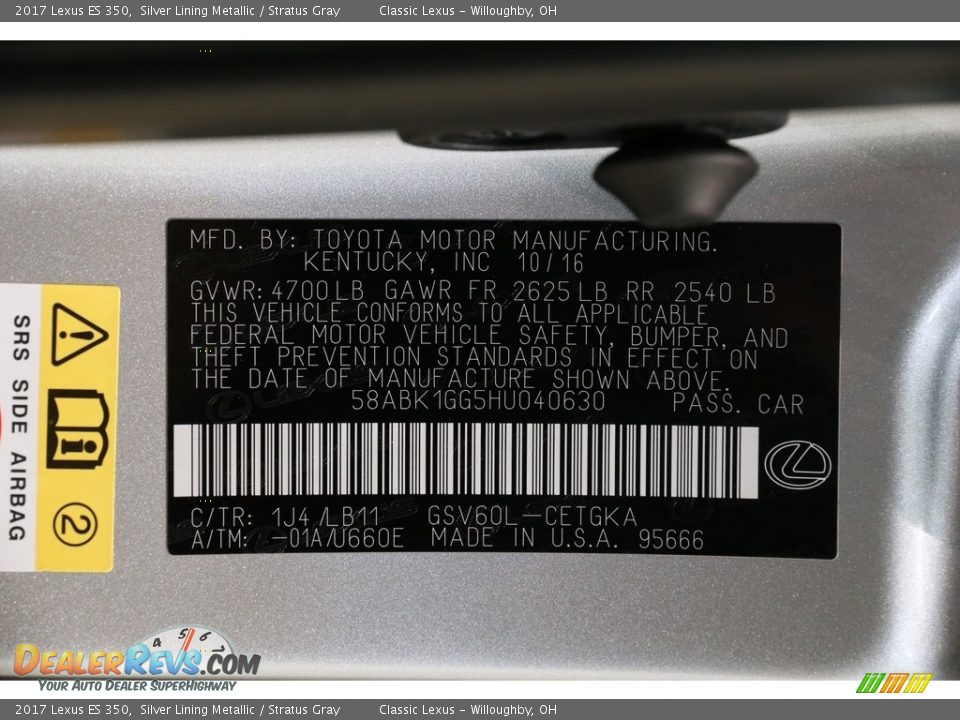 2017 Lexus ES 350,  Silver Lining Metallic / Stratus Gray        Classic Lexus - Willoughby, OH
MFD. BY: TOYOTA MOTOR MANUFACTURING.
KENTUCKY, INC  10/16
GVWR: 4700LB  GAWR FR 2625LB RR 2540 LB
THIS VEHICLE CONFORMS TO ALL APPLICABLE
FEDERAL MOTOR VEHICLE SAFETY, BUMPER, AND
THEFT PREVENTION STANDARDS IN EFFECT ON
THE DATE OF MANUFACTURE SHOWN ABOVE.
58ABK1GG5HU040630    PASS. CAR
C/TR: 1J4/LB11    GSV60L-CETGKA
A/TM: -01A/U660E  MADE IN U.S.A. 95666
SRS SIDE AIRBAG
2
4 5 6 7
DEALERREVS.COM
YOUR AUTO DEALER SUPERHIGHWAY
2017 Lexus ES 350,  Silver Lining Metallic / Stratus Gray        Classic Lexus - Willoughby, OH